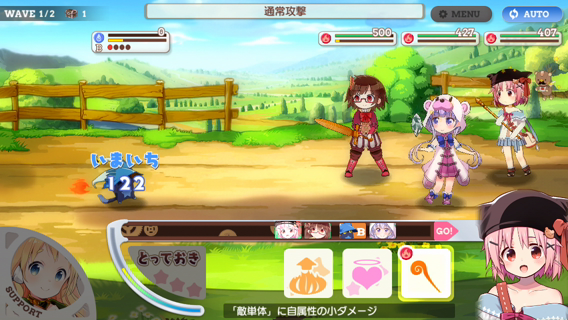 WAVE 1/2 1
通常攻撃
MENU
AUTO
0
B
500
427
407
いまいち
122
B
GO!
とっておき
SUPPORT
「敵単体」に自属性の小ダメージ